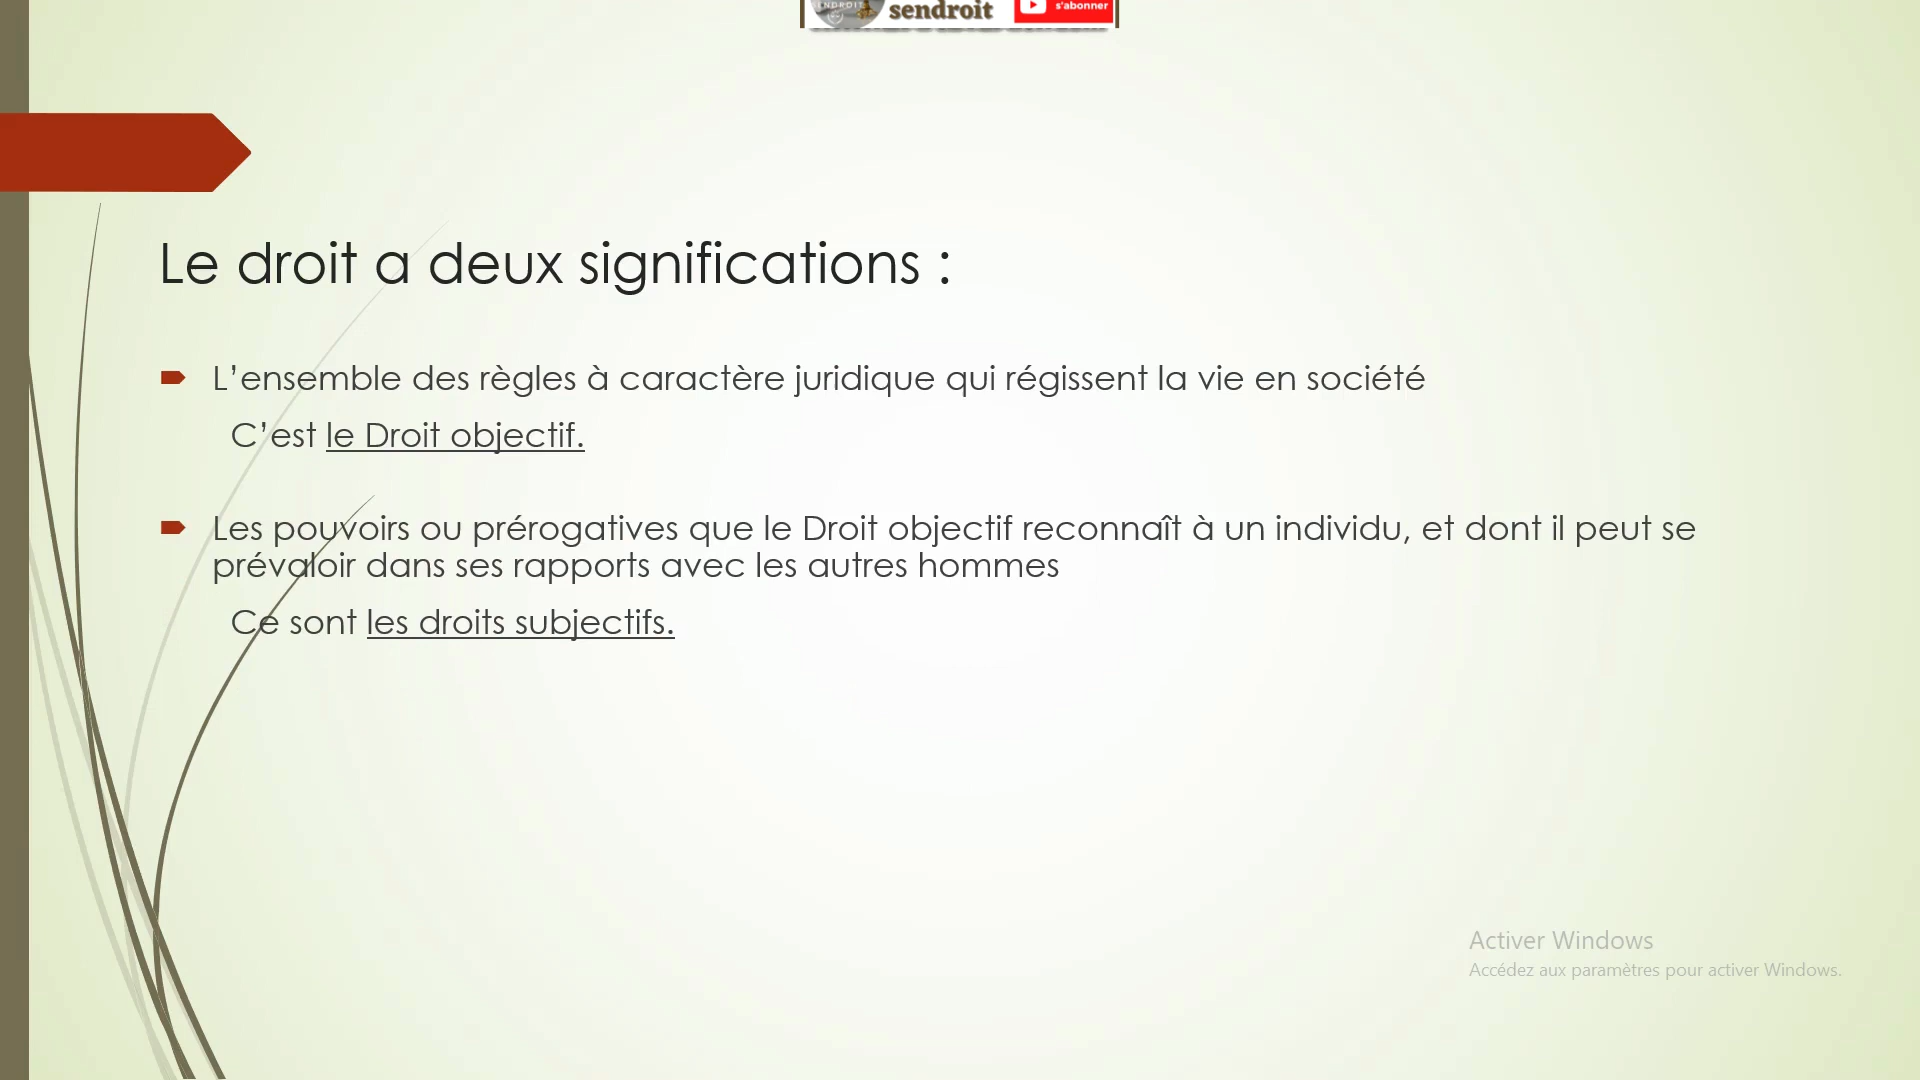 SENDROIT
sendroit
s'abonner
Le droit a deux significations :
L’ensemble des règles à caractère juridique qui régissent la vie en société
C’est le Droit objectif.
Les pouvoirs ou prérogatives que le Droit objectif reconnaît à un individu, et dont il peut se
prévaloir dans ses rapports avec les autres hommes
Ce sont les droits subjectifs.
Activer Windows
Accédez aux paramètres pour activer Windows.